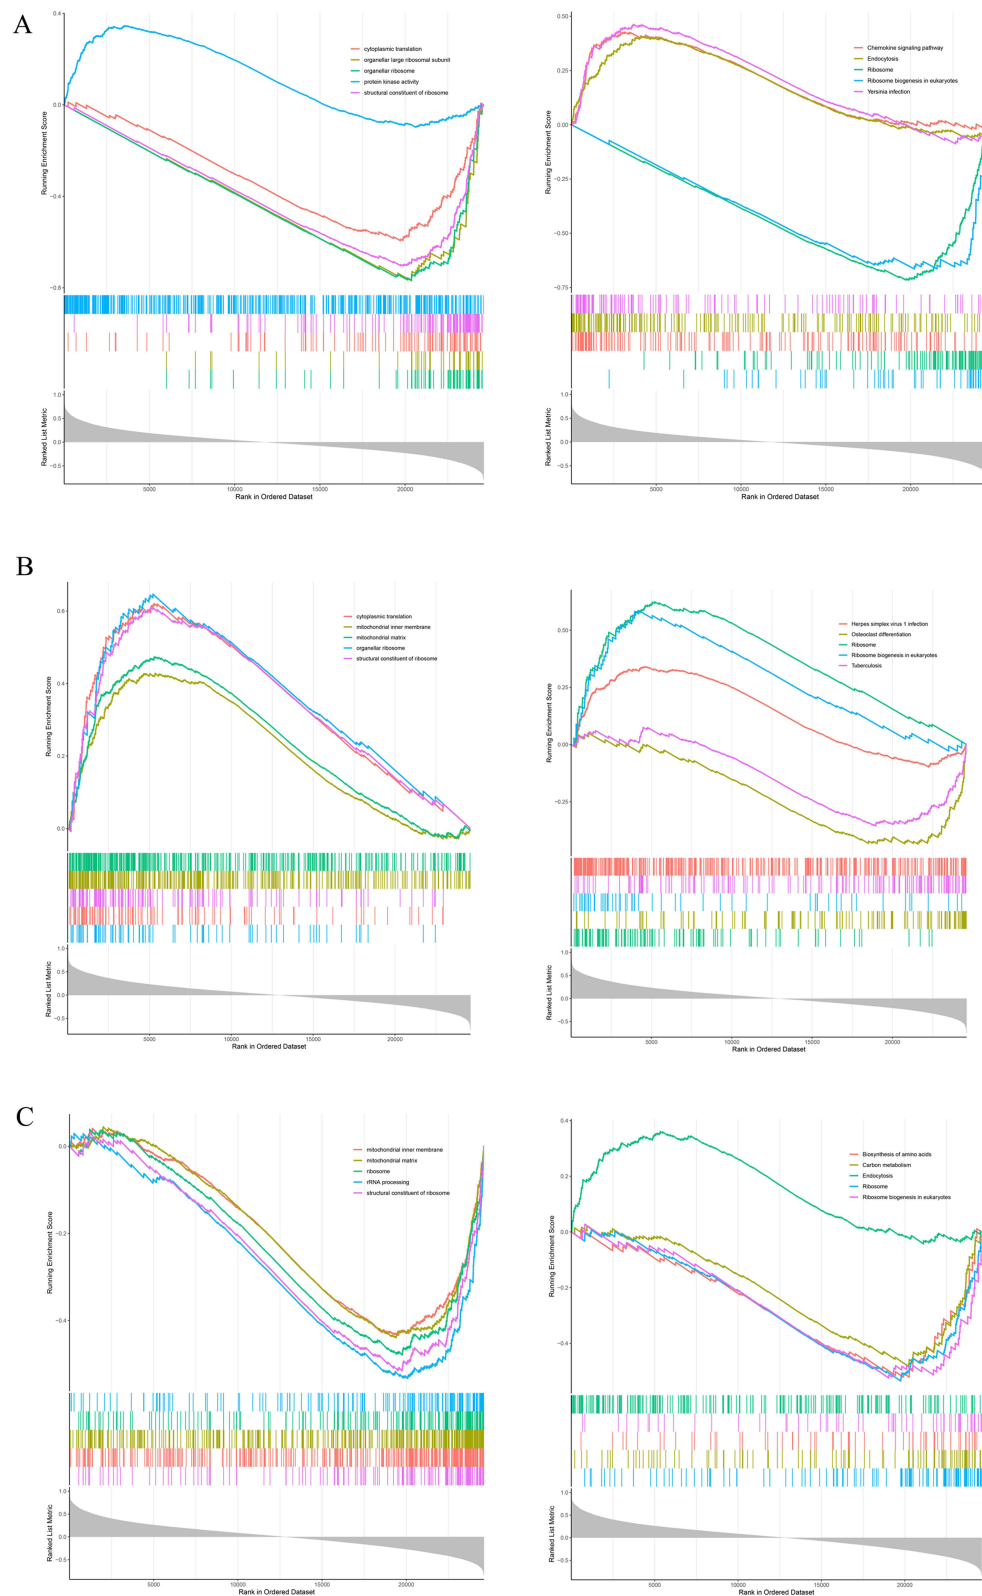 A
0.4
0.0
−0.4
−0.8
Running Enrichment Score
cytoplasmic translation
organellar large ribosomal subunit
organellar ribosome
protein kinase activity
structural constituent of ribosome
1.0
0.5
0.0
−0.5
Ranked List Metric
5000 10000 15000 20000
Rank in Ordered Dataset
0.50
0.25
0.00
−0.25
−0.50
−0.75
Running Enrichment Score
Chemokine signaling pathway
Endocytosis
Ribosome
Ribosome biogenesis in eukaryotes
Yersinia infection
1.0
0.5
0.0
−0.5
Ranked List Metric
5000 10000 15000 20000
Rank in Ordered Dataset
B
0.6
0.4
0.2
0.0
Running Enrichment Score
cytoplasmic translation
mitochondrial inner membrane
mitochondrial matrix
organellar ribosome
structural constituent of ribosome
1.0
0.5
0.0
−0.5
Ranked List Metric
5000 10000 15000 20000
Rank in Ordered Dataset
0.50
0.25
0.00
−0.25
Running Enrichment Score
Herpes simplex virus 1 infection
Osteoclast differentiation
Ribosome
Ribosome biogenesis in eukaryotes
Tuberculosis
1.0
0.5
0.0
−0.5
Ranked List Metric
5000 10000 15000 20000
Rank in Ordered Dataset
C
0.0
−0.2
−0.4
Running Enrichment Score
mitochondrial inner membrane
mitochondrial matrix
ribosome
rRNA processing
structural constituent of ribosome
1.0
0.5
0.0
−0.5
Ranked List Metric
5000 10000 15000 20000
Rank in Ordered Dataset
0.4
0.2
0.0
−0.2
−0.4
Running Enrichment Score
Biosynthesis of amino acids
Carbon metabolism
Endocytosis
Ribosome
Ribosome biogenesis in eukaryotes
1.0
0.5
0.0
−0.5
Ranked List Metric
5000 10000 15000 20000
Rank in Ordered Dataset